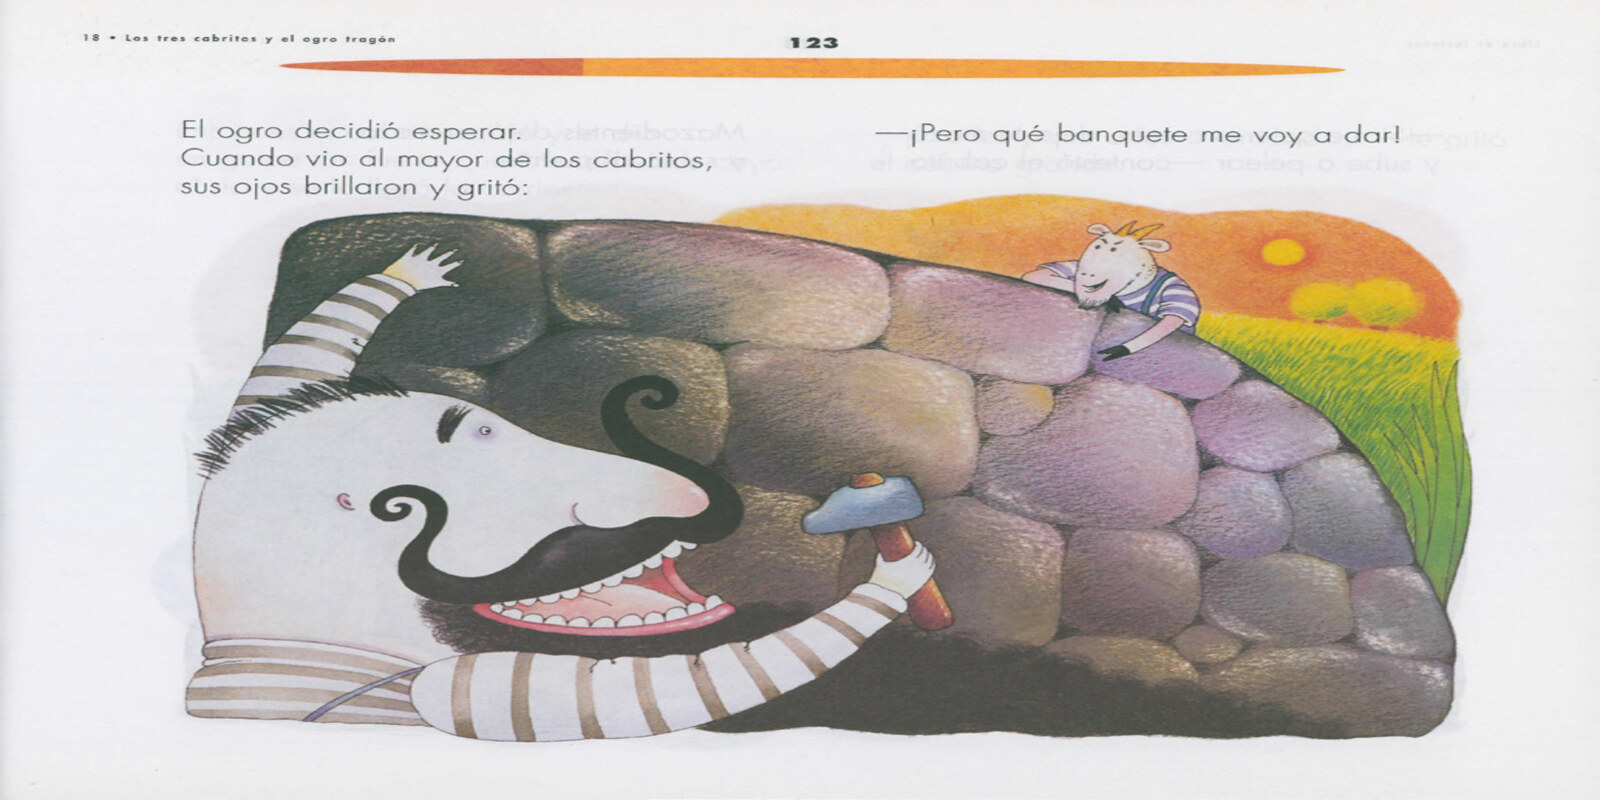 18 • Los tres cabritos y el ogro tragón
123
El ogro decidió esperar.
Cuando vio al mayor de los cabritos,
sus ojos brillaron y gritó:
—¡Pero qué banquete me voy a dar!